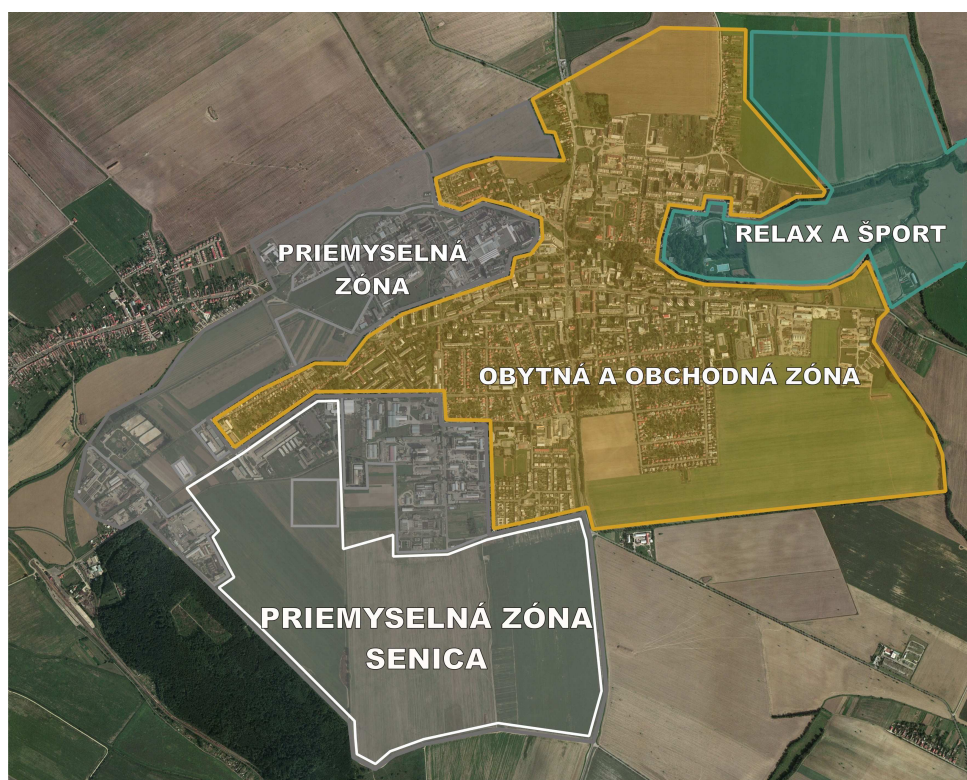 PRIEMYSELNÁ
ZÓNA
RELAX A ŠPORT
OBYTNÁ A OBCHODNÁ ZÓNA
PRIEMYSELNÁ ZÓNA
SENICA